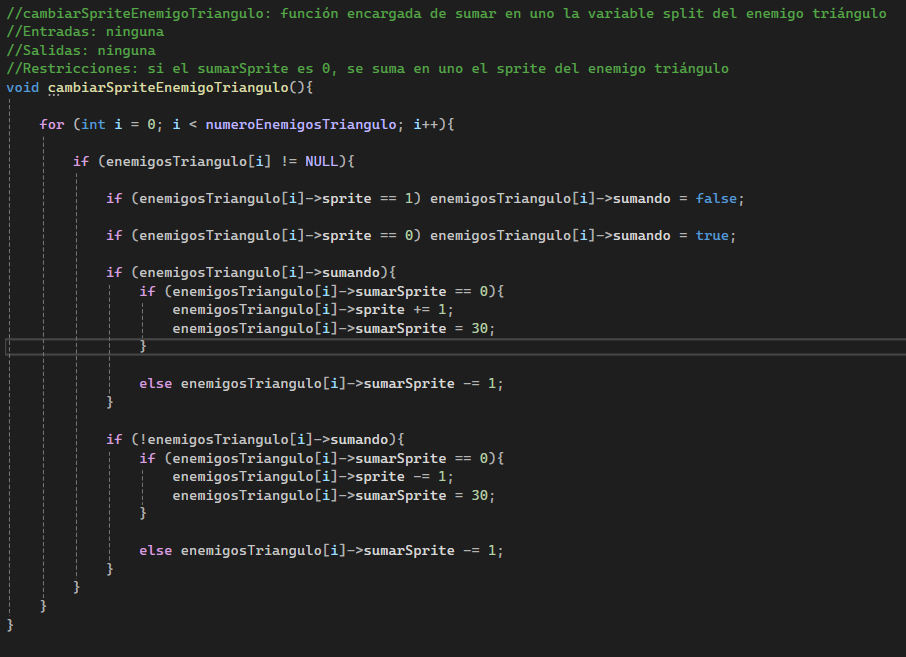 //cambiarSpriteEnemigoTriangulo: función encargada de sumar en uno la variable split del enemigo triángulo
//Entradas: ninguna
//Salidas: ninguna
//Restricciones: si el sumarSprite es 0, se suma en uno el sprite del enemigo triángulo
void cambiarSpriteEnemigoTriangulo(){
for (int i = 0; i < numeroEnemigosTriangulo; i++){
if (enemigosTriangulo[i] != NULL){
if (enemigosTriangulo[i]->sprite == 1) enemigosTriangulo[i]->sumando = false;
if (enemigosTriangulo[i]->sprite == 0) enemigosTriangulo[i]->sumando = true;
if (enemigosTriangulo[i]->sumando){
if (enemigosTriangulo[i]->sumarSprite == 0){
enemigosTriangulo[i]->sprite += 1;
enemigosTriangulo[i]->sumarSprite = 30;
}
else enemigosTriangulo[i]->sumarSprite -= 1;
}
if (!enemigosTriangulo[i]->sumando){
if (enemigosTriangulo[i]->sumarSprite == 0){
enemigosTriangulo[i]->sprite -= 1;
enemigosTriangulo[i]->sumarSprite = 30;
}
else enemigosTriangulo[i]->sumarSprite -= 1;
}
}
}
}